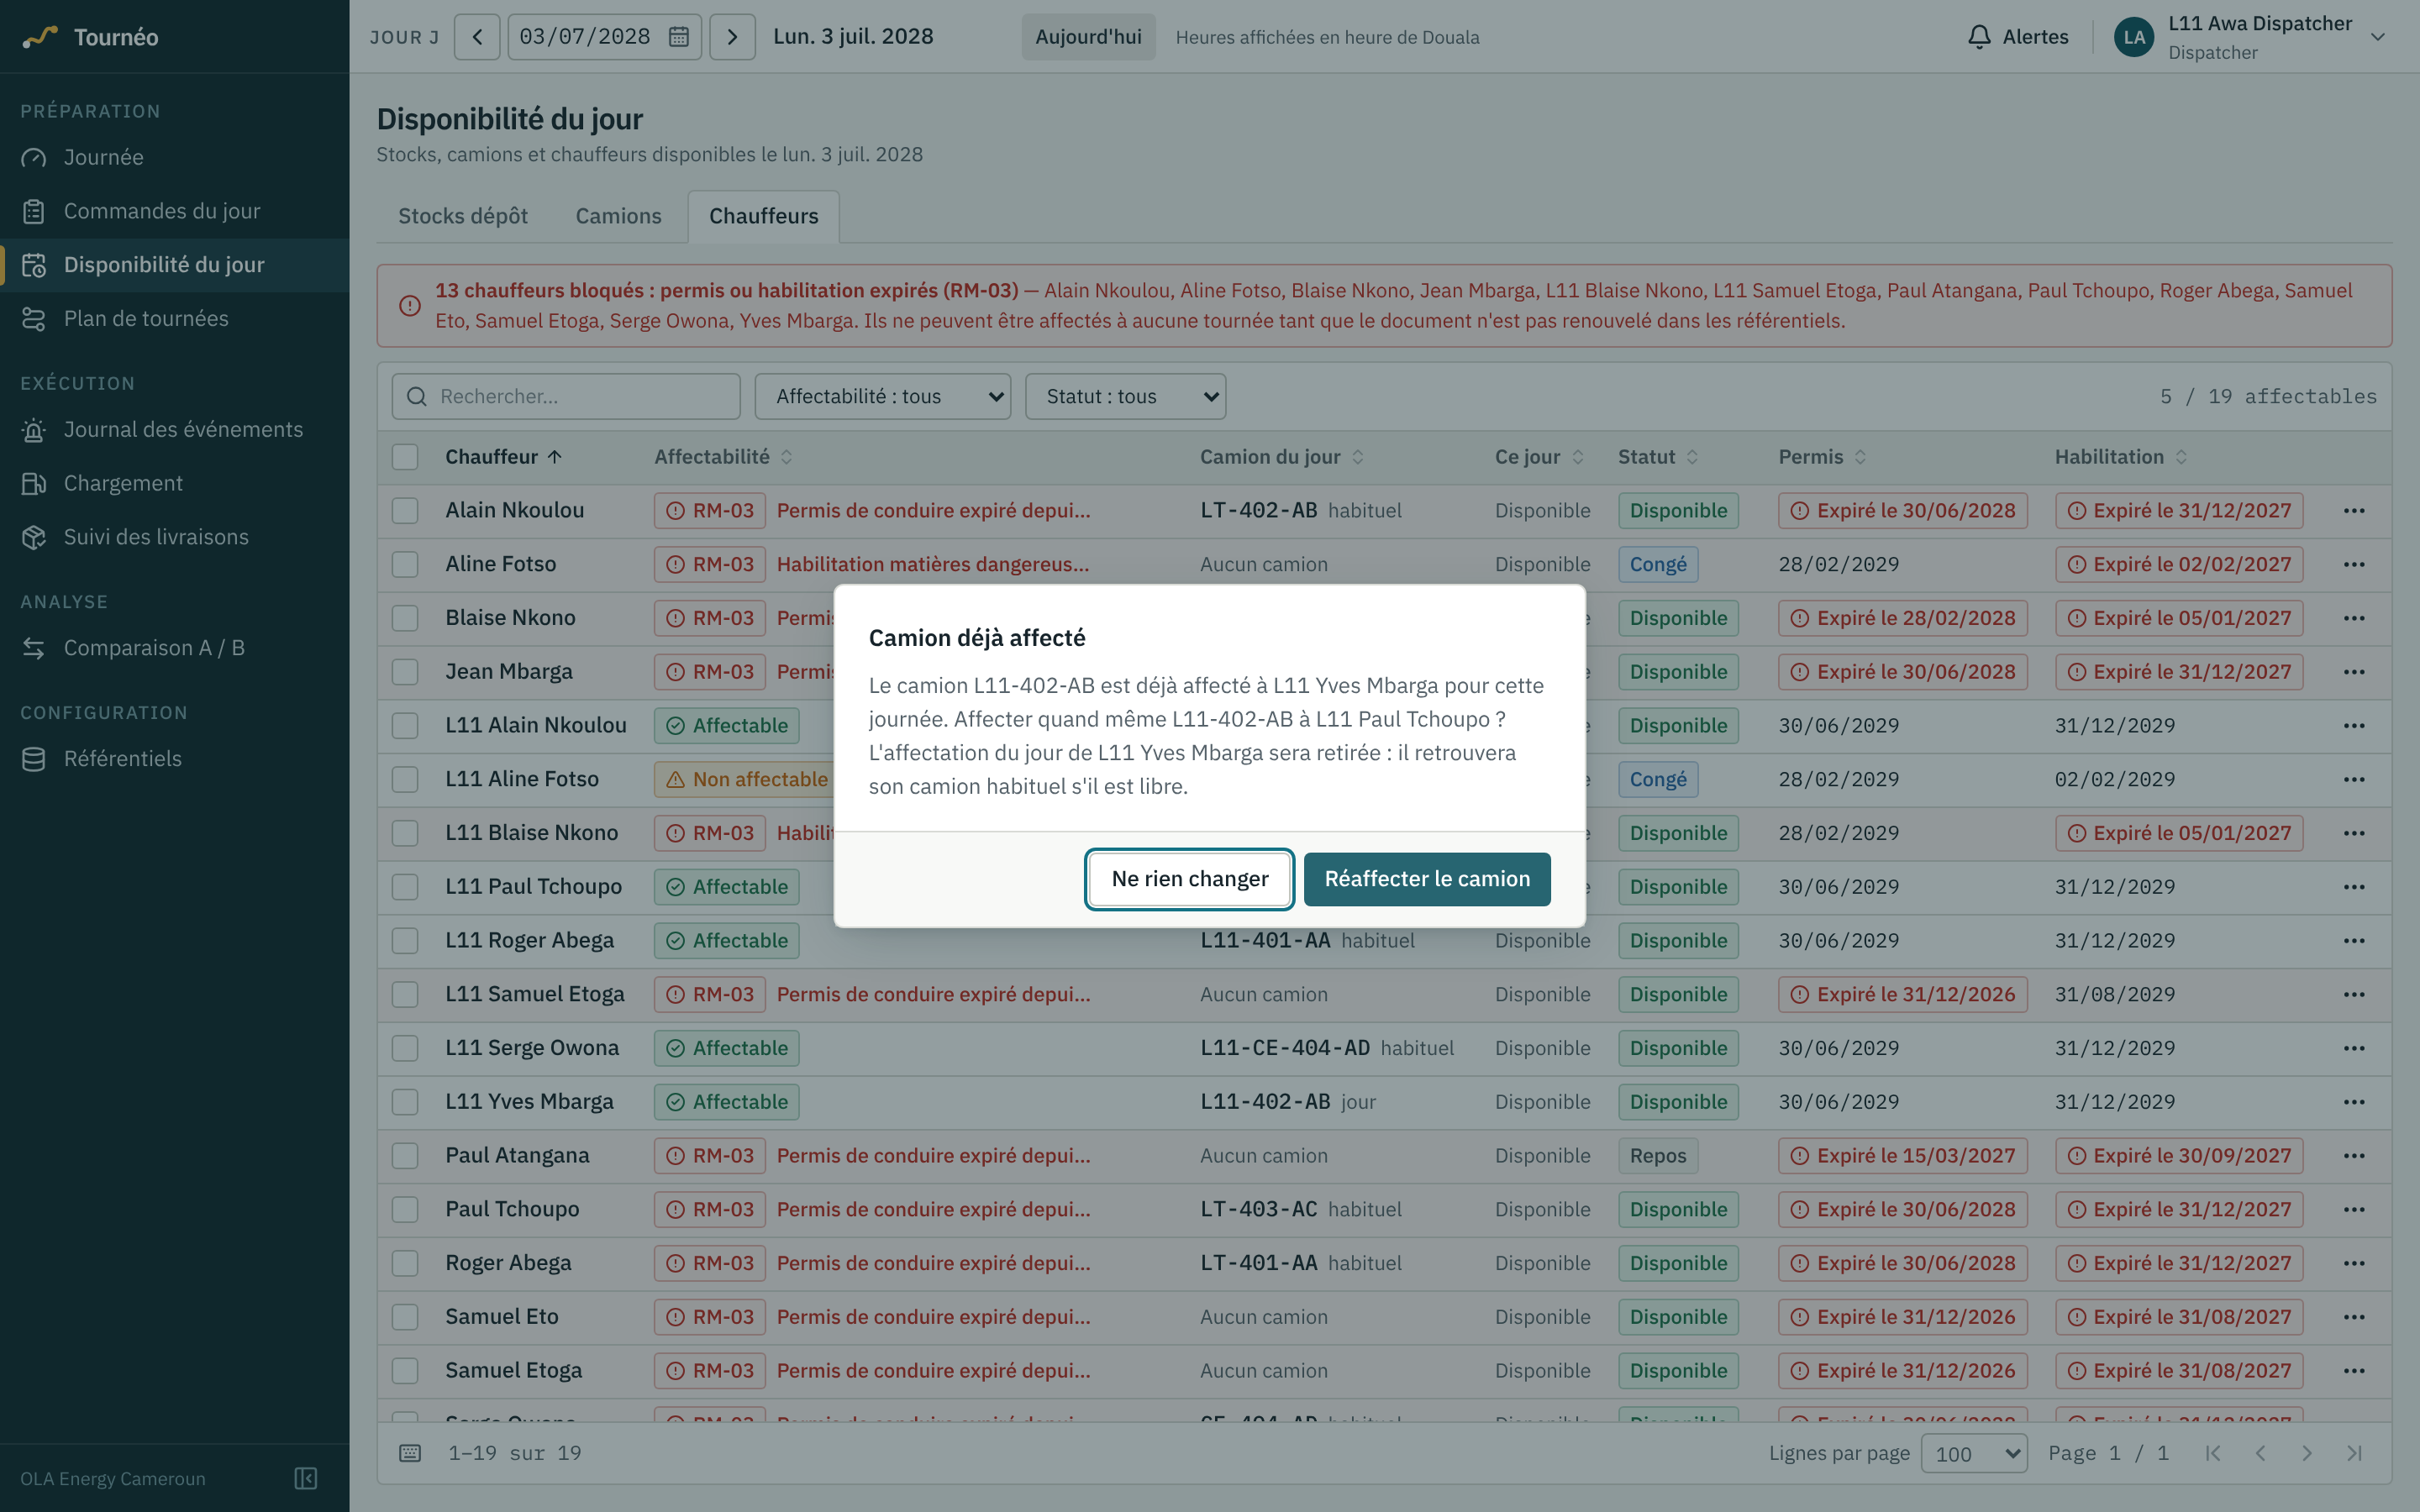 Tournéo
JOUR J
03/07/2028
Lun. 3 juil. 2028
Aujourd'hui
Heures affichées en heure de Douala
Alertes
LA
L11 Awa Dispatcher
Dispatcher
PRÉPARATION
Journée
Commandes du jour
Disponibilité du jour
Plan de tournées
EXÉCUTION
Journal des événements
Chargement
Suivi des livraisons
ANALYSE
Comparaison A / B
CONFIGURATION
Référentiels
OLA Energy Cameroun
Disponibilité du jour
Stocks, camions et chauffeurs disponibles le lun. 3 juil. 2028
Stocks dépôt Camions Chauffeurs
13 chauffeurs bloqués : permis ou habilitation expirés (RM-03) — Alain Nkoulou, Aline Fotso, Blaise Nkono, Jean Mbarga, L11 Blaise Nkono, L11 Samuel Etoga, Paul Atangana, Paul Tchoupo, Roger Abega, Samuel
Eto, Samuel Etoga, Serge Owona, Yves Mbarga. Ils ne peuvent être affectés à aucune tournée tant que le document n'est pas renouvelé dans les référentiels.
Rechercher... Affectabilité : tous Statut : tous 5 / 19 affectables
Chauffeur Affectabilité Camion du jour Ce jour Statut Permis Habilitation
Alain Nkoulou RM-03 Permis de conduire expiré depui... LT-402-AB habituel Disponible Disponible Expiré le 30/06/2028 Expiré le 31/12/2027
Aline Fotso RM-03 Habilitation matières dangereus... Aucun camion Disponible Congé 28/02/2029 Expiré le 02/02/2027
Blaise Nkono RM-03 Disponible Expiré le 28/02/2028 Expiré le 05/01/2027
Jean Mbarga RM-03 Disponible Expiré le 30/06/2028 Expiré le 31/12/2027
L11 Alain Nkoulou Affectable Disponible 30/06/2029 31/12/2029
L11 Aline Fotso Non affectable Congé 28/02/2029 02/02/2029
L11 Blaise Nkono RM-03 Disponible 28/02/2029 Expiré le 05/01/2027
L11 Paul Tchoupo Affectable Disponible 30/06/2029 31/12/2029
L11 Roger Abega Affectable L11-401-AA habituel Disponible Disponible 30/06/2029 31/12/2029
L11 Samuel Etoga RM-03 Permis de conduire expiré depui... Aucun camion Disponible Disponible Expiré le 31/12/2026 31/08/2029
L11 Serge Owona Affectable L11-CE-404-AD habituel Disponible Disponible 30/06/2029 31/12/2029
L11 Yves Mbarga Affectable L11-402-AB jour Disponible Disponible 30/06/2029 31/12/2029
Paul Atangana RM-03 Permis de conduire expiré depui... Aucun camion Disponible Repos Expiré le 15/03/2027 Expiré le 30/09/2027
Paul Tchoupo RM-03 Permis de conduire expiré depui... LT-403-AC habituel Disponible Disponible Expiré le 30/06/2028 Expiré le 31/12/2027
Roger Abega RM-03 Permis de conduire expiré depui... LT-401-AA habituel Disponible Disponible Expiré le 30/06/2028 Expiré le 31/12/2027
Samuel Eto RM-03 Permis de conduire expiré depui... Aucun camion Disponible Disponible Expiré le 31/12/2026 Expiré le 31/08/2027
Samuel Etoga RM-03 Permis de conduire expiré depui... Aucun camion Disponible Disponible Expiré le 31/12/2026 Expiré le 31/08/2027
1–19 sur 19 Lignes par page 100 Page 1 / 1
Camion déjà affecté
Le camion L11-402-AB est déjà affecté à L11 Yves Mbarga pour cette
journée. Affecter quand même L11-402-AB à L11 Paul Tchoupo ?
L'affectation du jour de L11 Yves Mbarga sera retirée : il retrouvera
son camion habituel s'il est libre.
Ne rien changer Réaffecter le camion